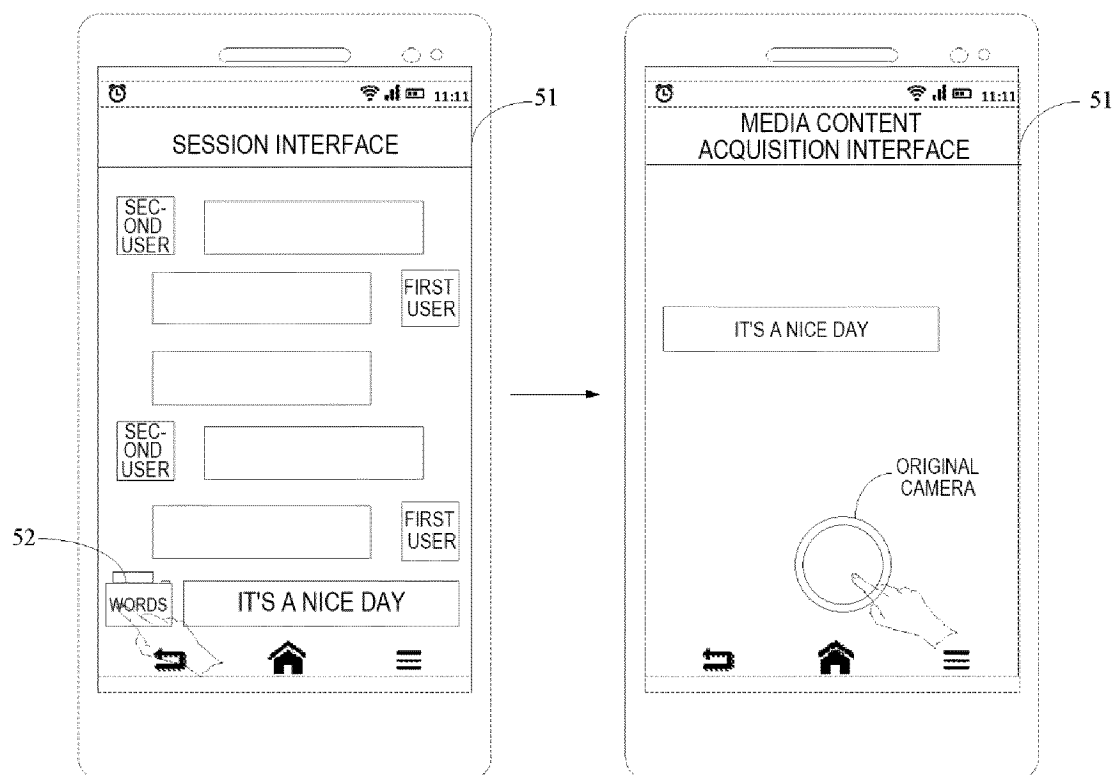 11:11
51
SESSION INTERFACE
SEC-
OND
USER
FIRST
USER
SEC-
OND
USER
FIRST
USER
52
WORDS
IT'S A NICE DAY
11:11
51
MEDIA CONTENT
ACQUISITION INTERFACE
IT'S A NICE DAY
ORIGINAL
CAMERA